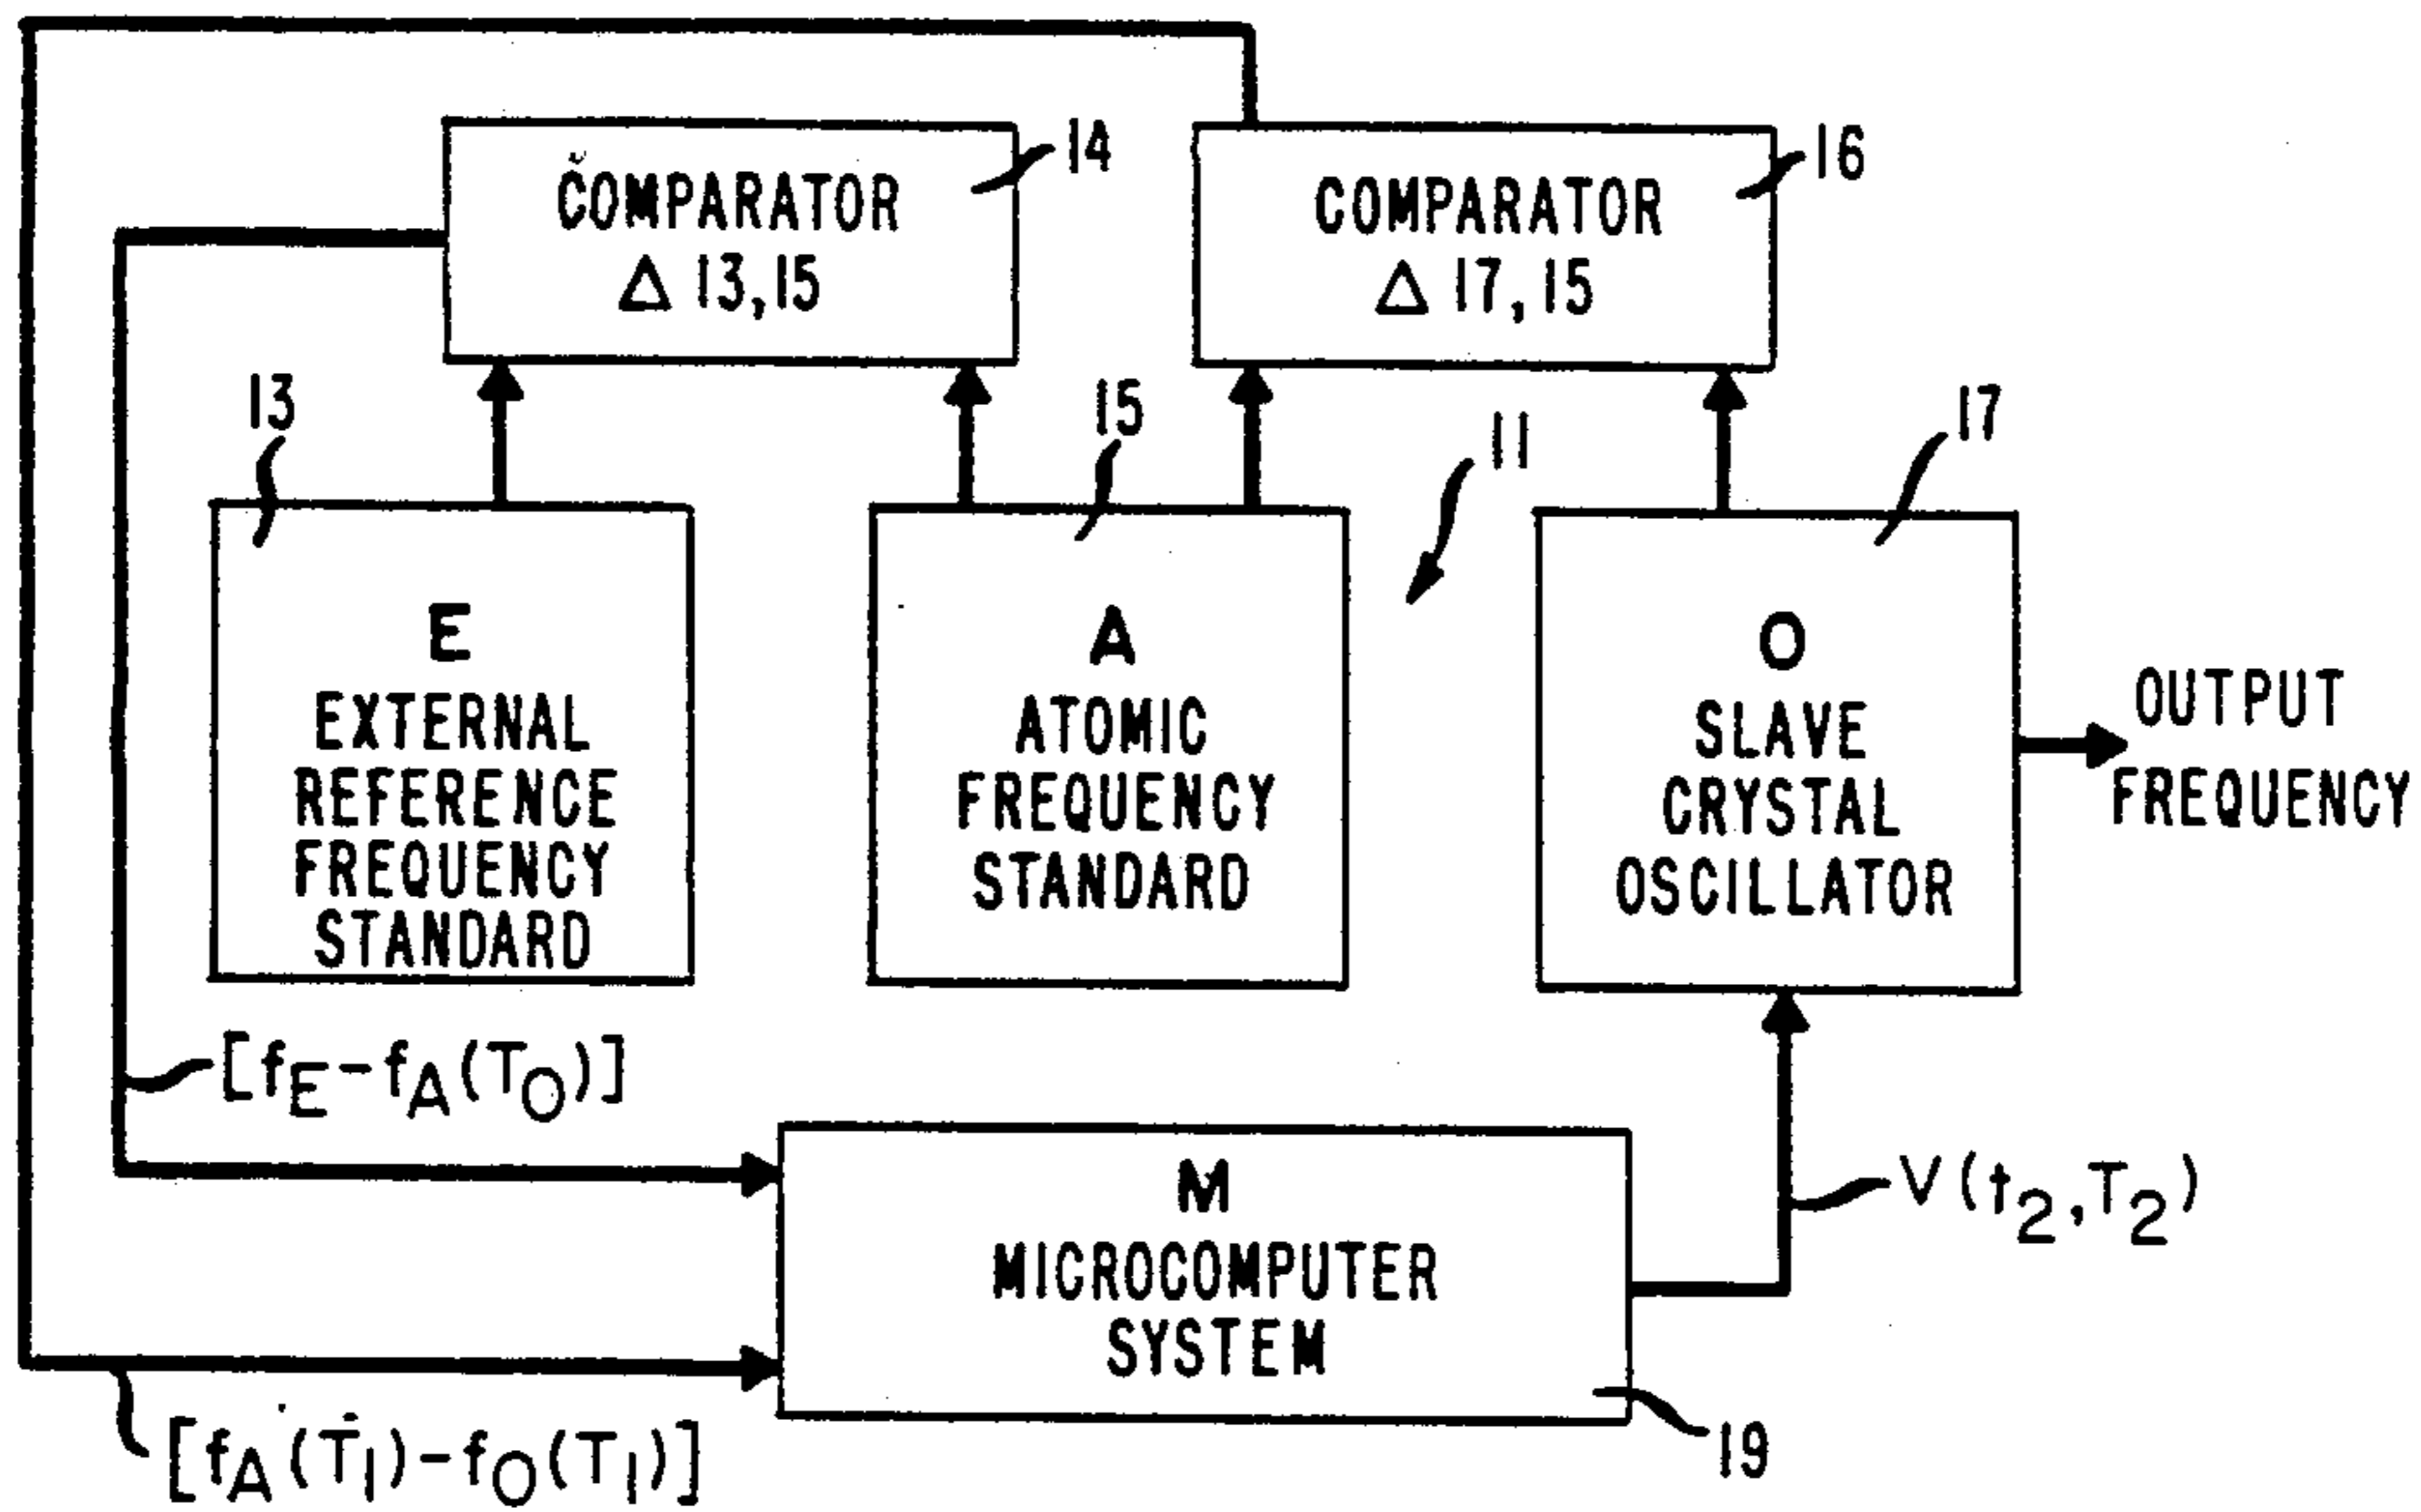 COMPARATOR
Δ 13,15
14
COMPARATOR
Δ 17,15
16
13
15
11
17
E
EXTERNAL
REFERENCE
FREQUENCY
STANDARD
A
ATOMIC
FREQUENCY
STANDARD
O
SLAVE
CRYSTAL
OSCILLATOR
OUTPUT
FREQUENCY
[fE-fA(TO)]
M
MICROCOMPUTER
SYSTEM
V(t2,T2)
19
[fA(T1)-fO(T1)]